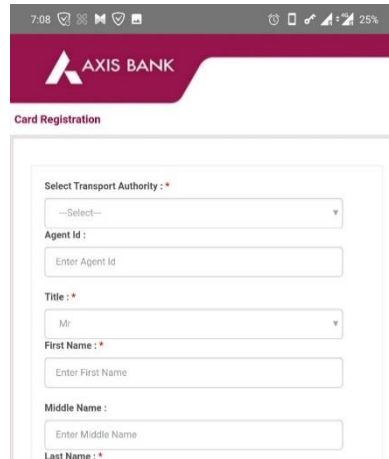 7:08
25%
AXIS BANK
Card Registration
Select Transport Authority : *
---Select---
Agent Id :
Enter Agent Id
Title : *
Mr
First Name : *
Enter First Name
Middle Name :
Enter Middle Name
Last Name : *